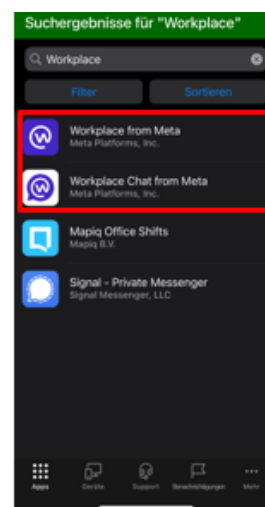 Suchergebnisse für "Workplace"
Workplace
Filter
Sortieren
Workplace from Meta
Meta Platforms, Inc.
Workplace Chat from Meta
Meta Platforms, Inc.
Mapiq Office Shifts
Mapiq B.V.
Signal - Private Messenger
Signal Messenger, LLC
Apps
Geräte
Support
Benachrichtigungen
Mehr